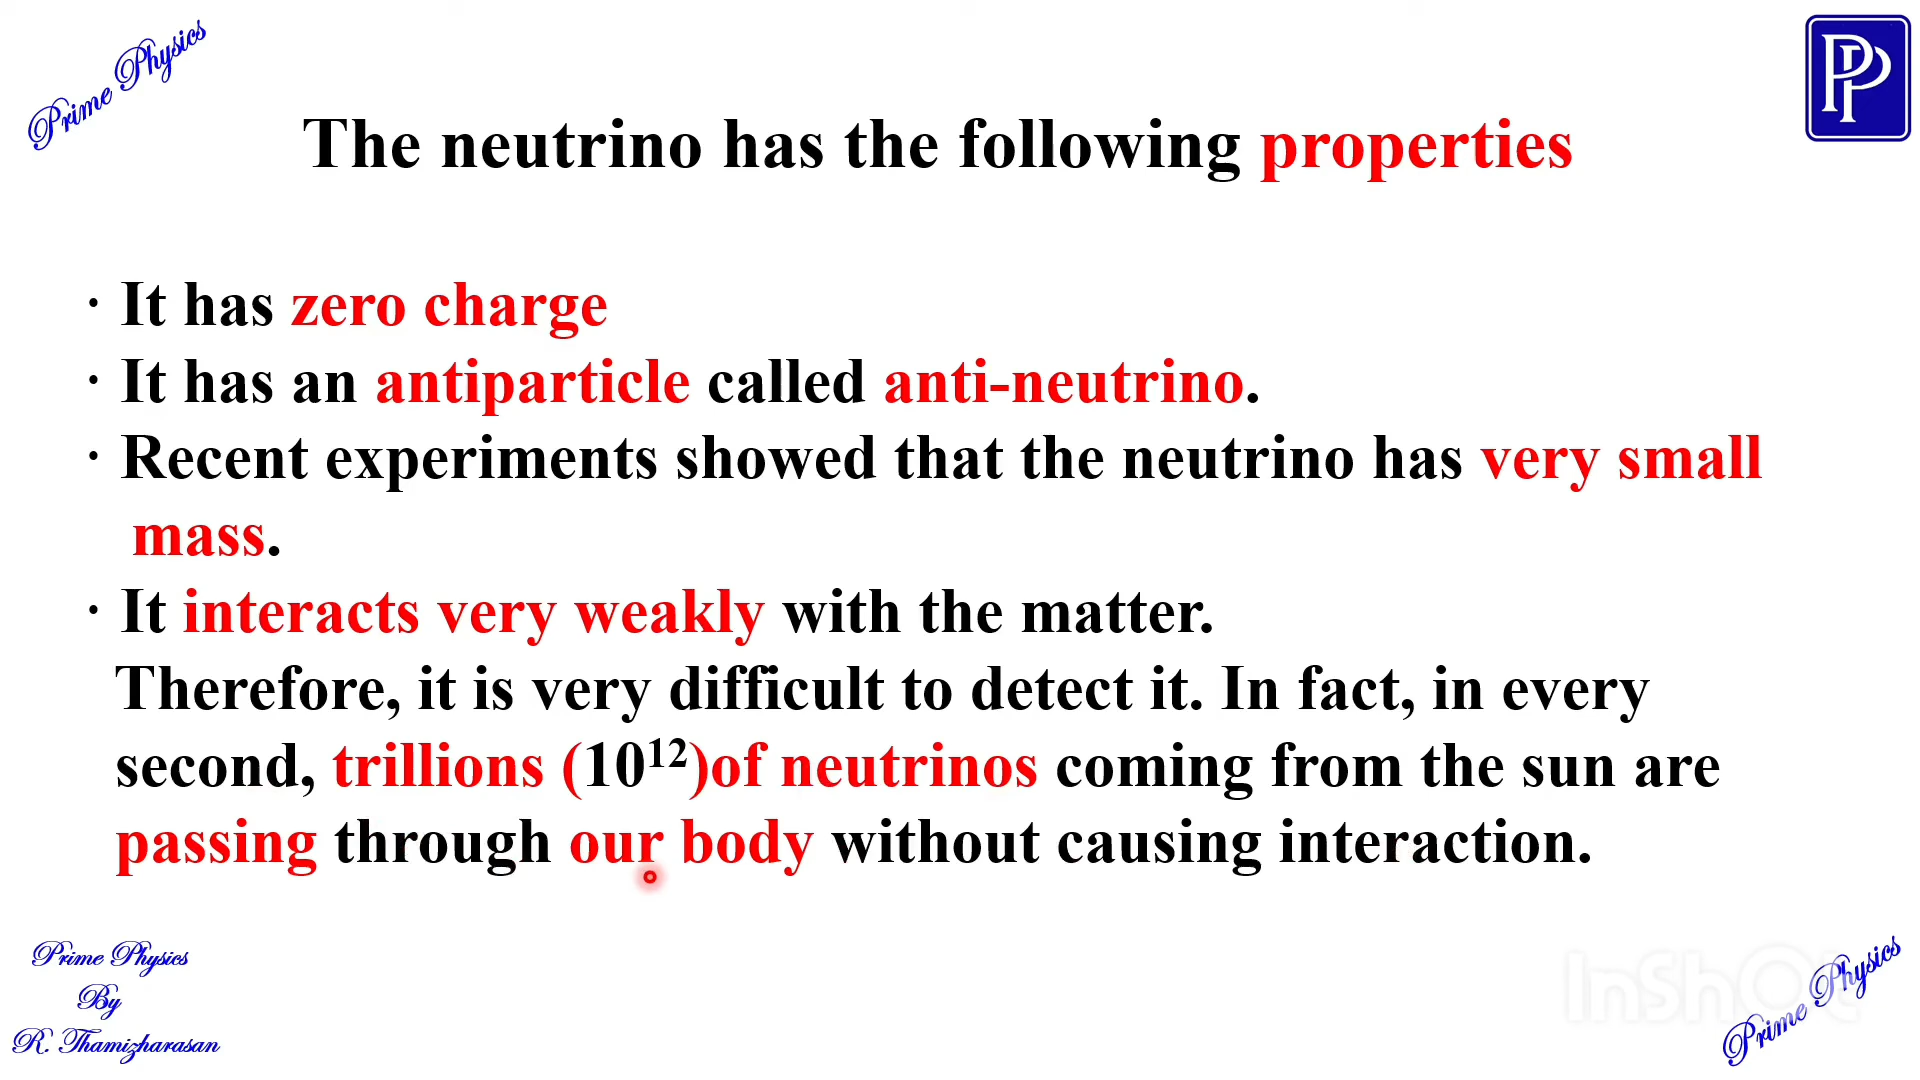 Prime Physics
PP
The neutrino has the following properties
· It has zero charge
· It has an antiparticle called anti-neutrino.
· Recent experiments showed that the neutrino has very small
mass.
· It interacts very weakly with the matter.
Therefore, it is very difficult to detect it. In fact, in every
second, trillions (10¹²)of neutrinos coming from the sun are
passing through our body without causing interaction.
Prime Physics
By
R. Thamizharasan
InShOt
Prime Physics